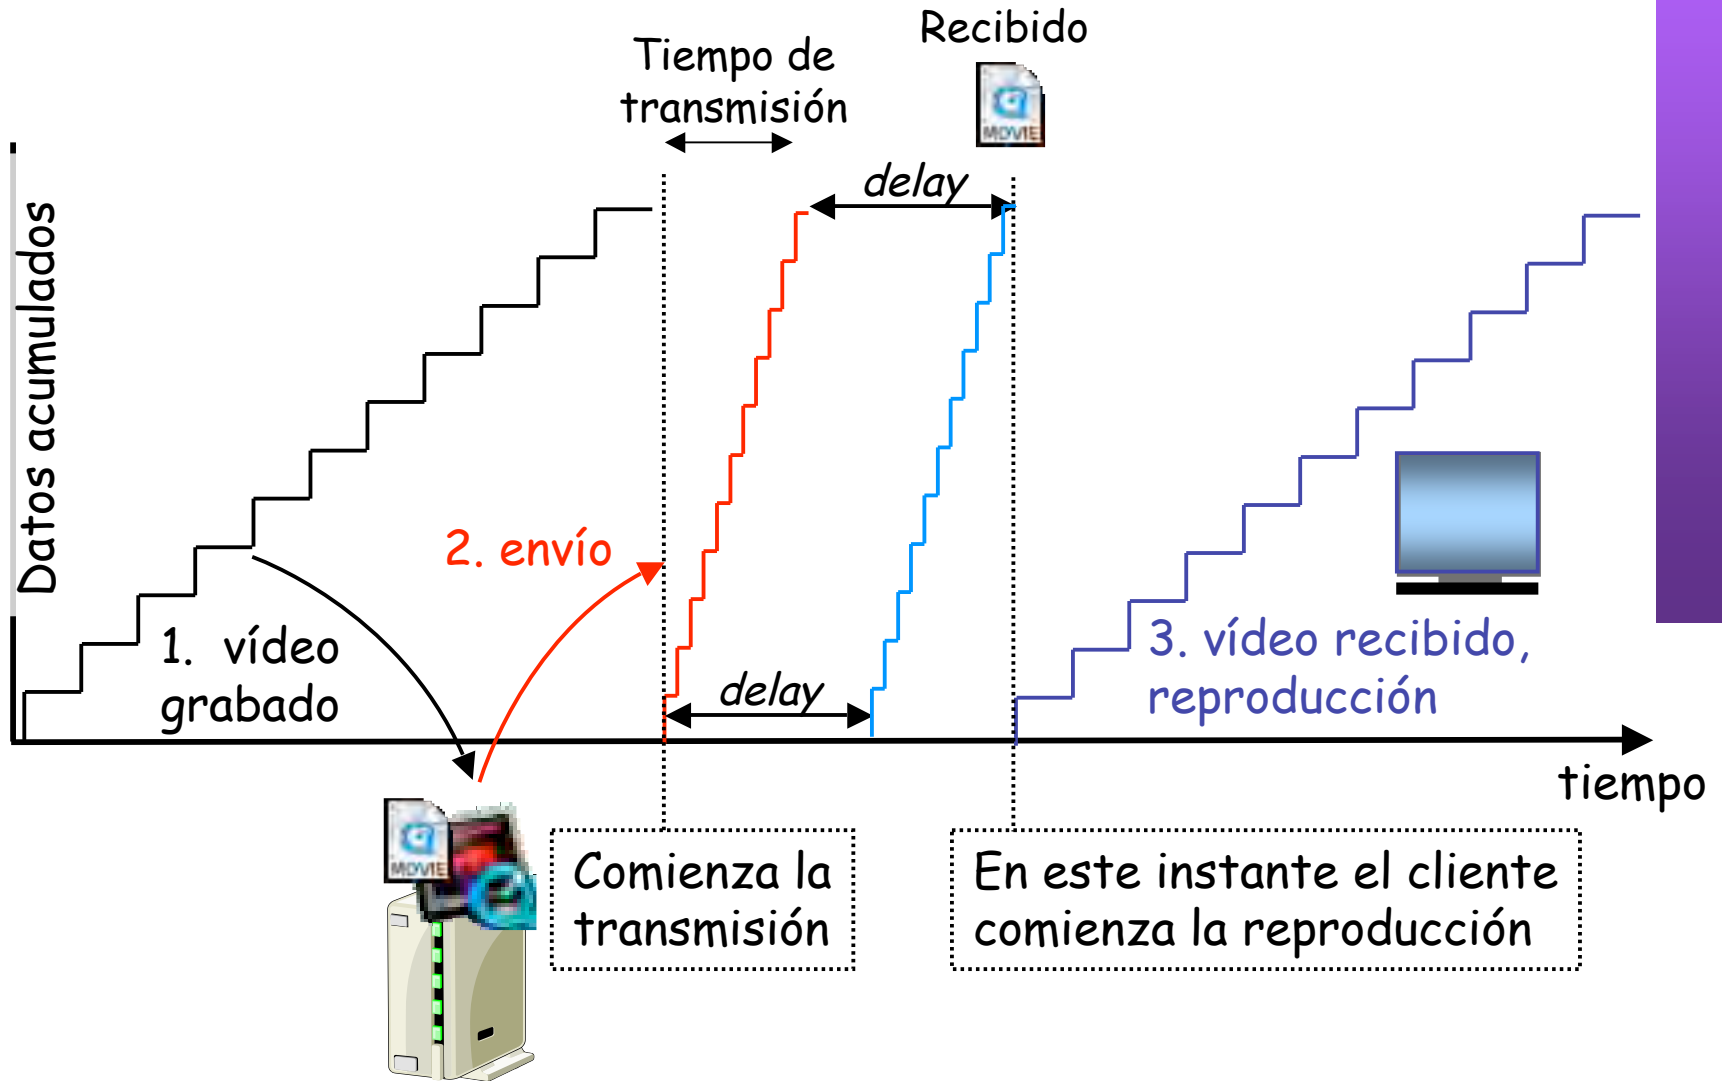 Recibido
Tiempo de
transmisión
MOVIE
delay
Datos acumulados
2. envío
1. vídeo
grabado
delay
3. vídeo recibido,
reproducción
tiempo
MOVIE
Comienza la
transmisión
En este instante el cliente
comienza la reproducción